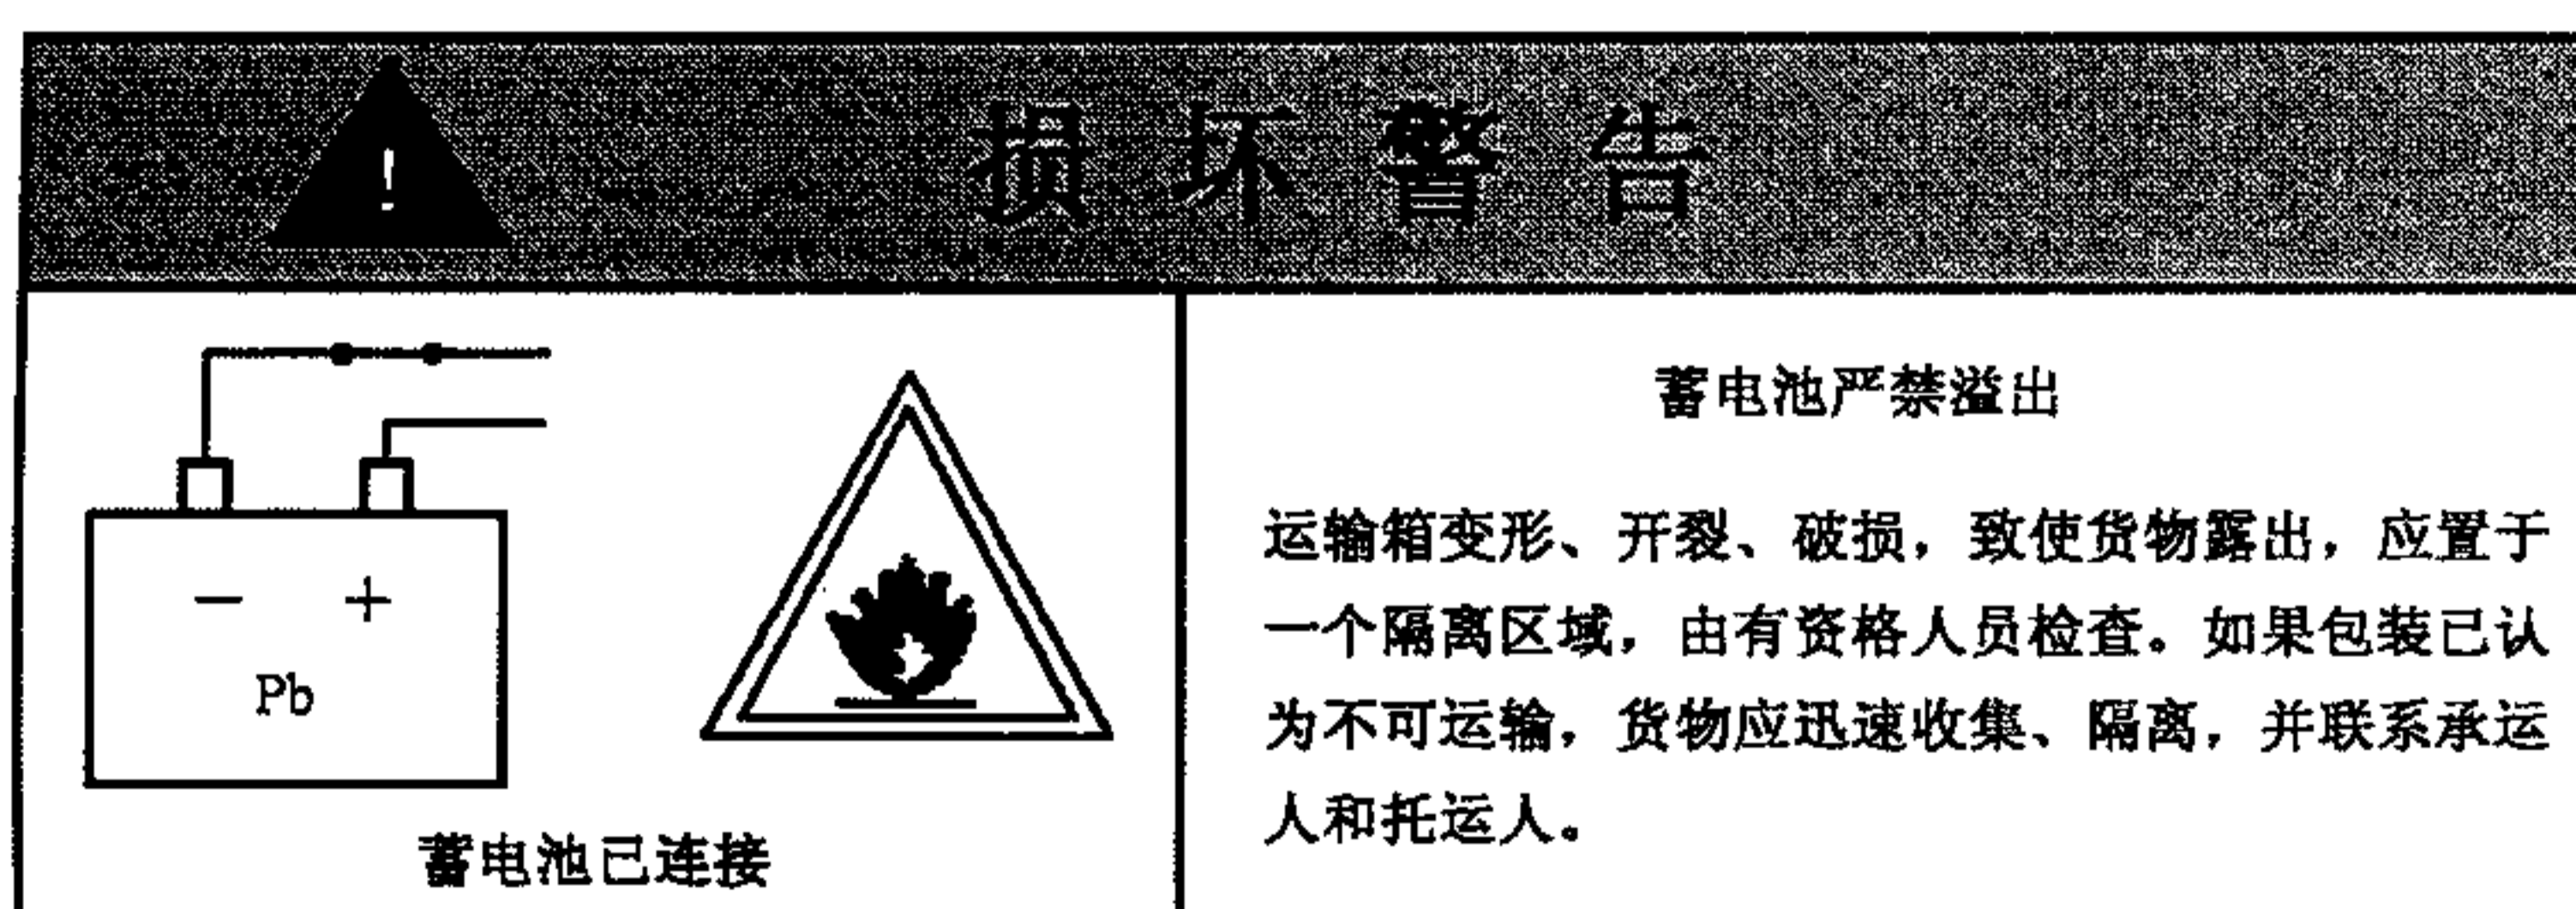 !
损坏警告
- +
Pb
蓄电池已连接
蓄电池严禁溢出
运输箱变形、开裂、破损，致使货物露出，应置于
一个隔离区域，由有资格人员检查。如果包装已认
为不可运输，货物应迅速收集、隔离，并联系承运
人和托运人。